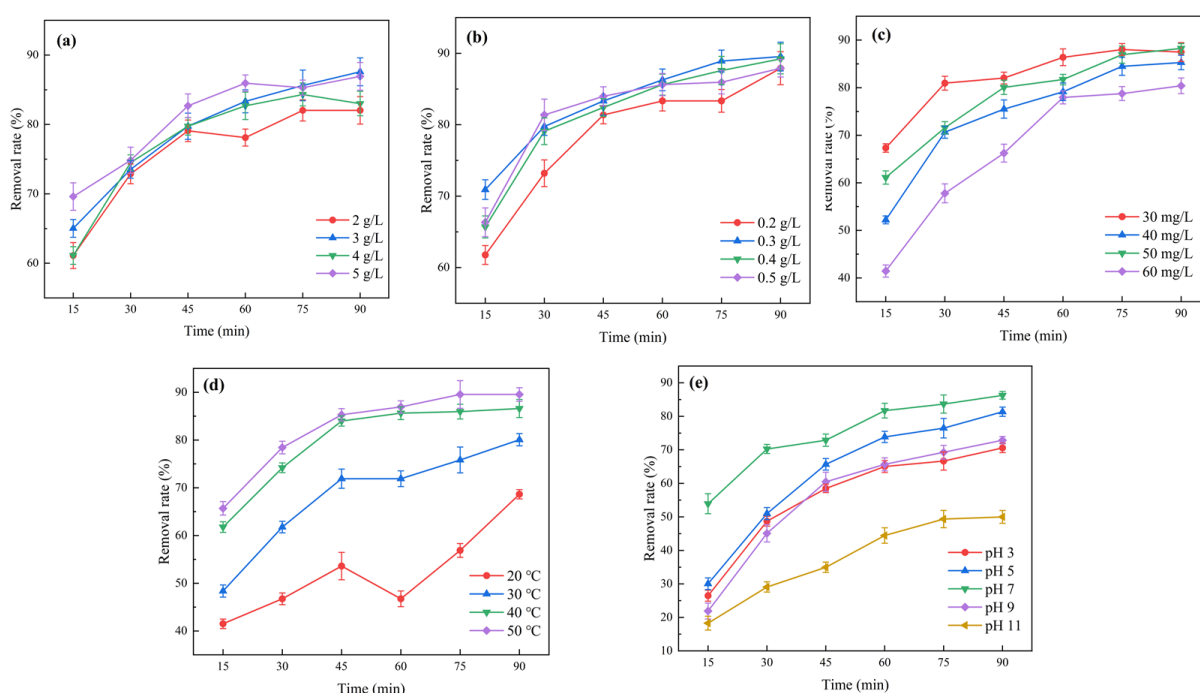 (a)
Removal rate (%)
90
80
70
60
2 g/L
3 g/L
4 g/L
5 g/L
15 30 45 60 75 90
Time (min)
(b)
Removal rate (%)
90
80
70
60
0.2 g/L
0.3 g/L
0.4 g/L
0.5 g/L
15 30 45 60 75 90
Time (min)
(c)
Removal rate (%)
90
80
70
60
50
40
30 mg/L
40 mg/L
50 mg/L
60 mg/L
15 30 45 60 75 90
Time (min)
(d)
Removal rate (%)
90
80
70
60
50
40
20 °C
30 °C
40 °C
50 °C
15 30 45 60 75 90
Time (min)
(e)
Removal rate (%)
90
80
70
60
50
40
30
20
10
pH 3
pH 5
pH 7
pH 9
pH 11
15 30 45 60 75 90
Time (min)